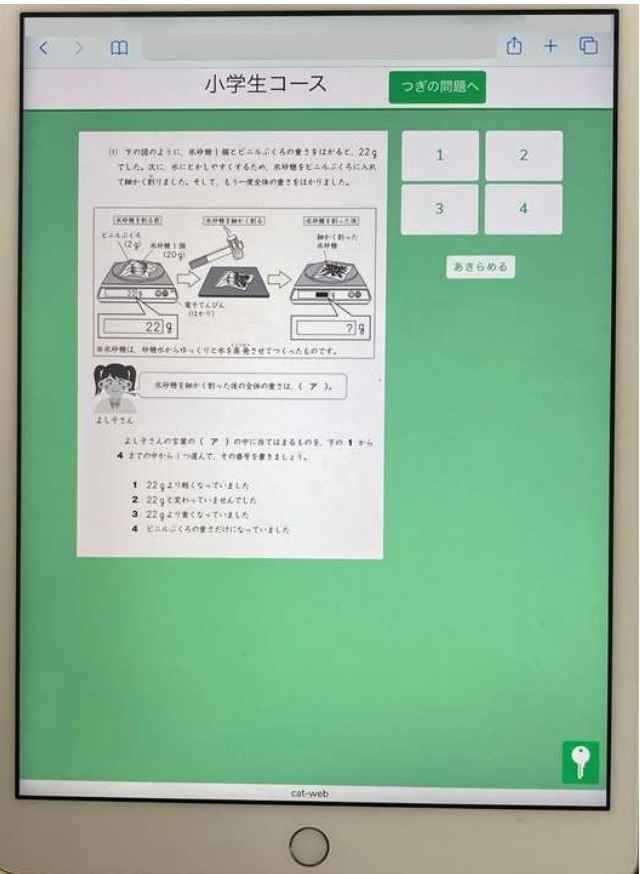 小学生コース
つぎの問題へ
(1) 下の図のように、氷砂糖1個とビニルぶくろの重さをはかると、22g
でした。次に、水にとかしやすくするため、氷砂糖をビニルぶくろに入れ
て細かく割りました。そして、もう一度全体の重さをはかりました。
氷砂糖を割る前
氷砂糖を細かく割る
氷砂糖を割った後
ビニルぶくろ
(2g)
氷砂糖1個
(20g)
細かく割った
氷砂糖
22g
電子てんびん
(はかり)
22g
?g
※氷砂糖は、砂糖水からゆっくりと水を蒸発させてつくったものです。
氷砂糖を細かく割った後の全体の重さは、( ア )。
よし子さん
よし子さんの言葉の( ア )の中に当てはまるものを、下の 1 から
4 までの中から1つ選んで、その番号を書きましょう。
1 22gより軽くなっていました
2 22gと変わっていませんでした
3 22gより重くなっていました
4 ビニルぶくろの重さだけになっていました
1
2
3
4
あきらめる
cat-web